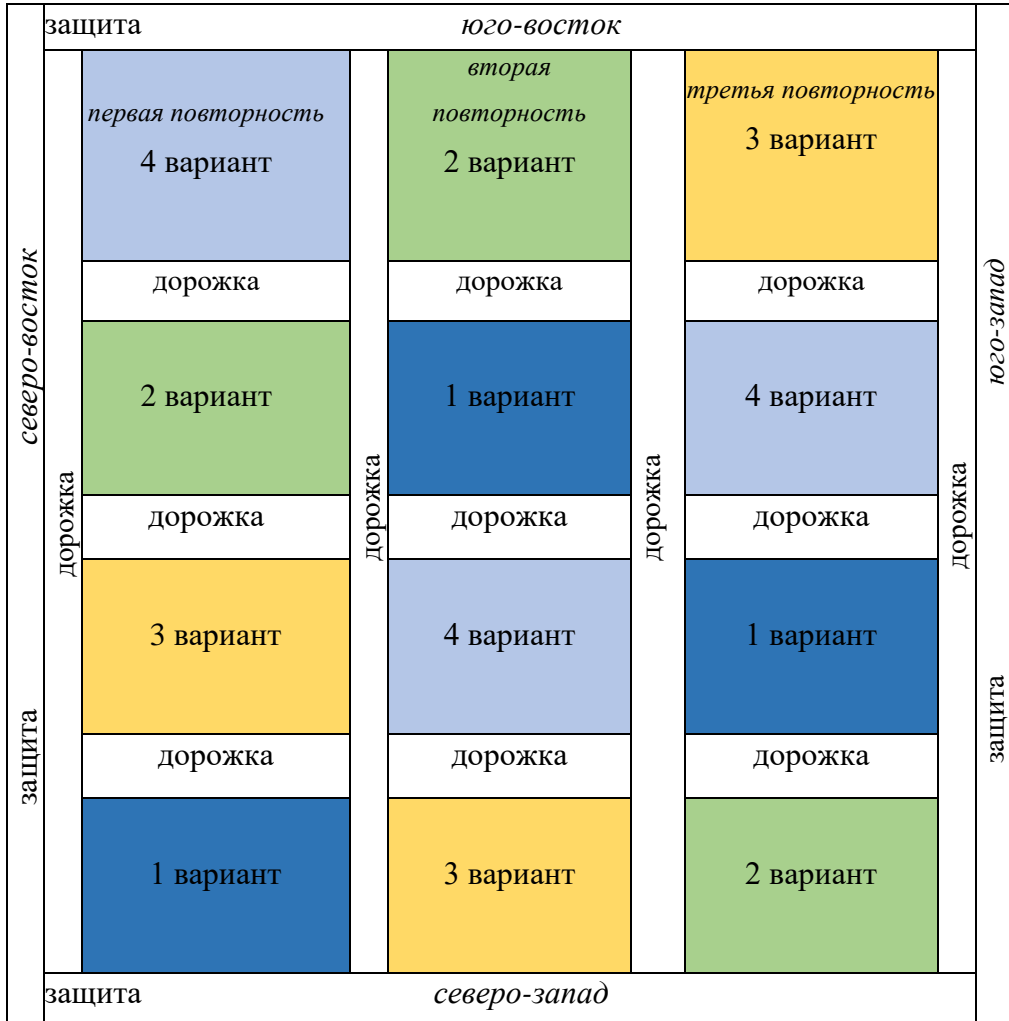 защита
юго-восток
северо-восток
защита
дорожка
первая повторность
4 вариант
дорожка
2 вариант
дорожка
3 вариант
дорожка
1 вариант
дорожка
вторая
повторность
2 вариант
дорожка
1 вариант
дорожка
4 вариант
дорожка
3 вариант
дорожка
третья повторность
3 вариант
дорожка
4 вариант
дорожка
1 вариант
дорожка
2 вариант
дорожка
юго-запад
защита
защита
северо-запад